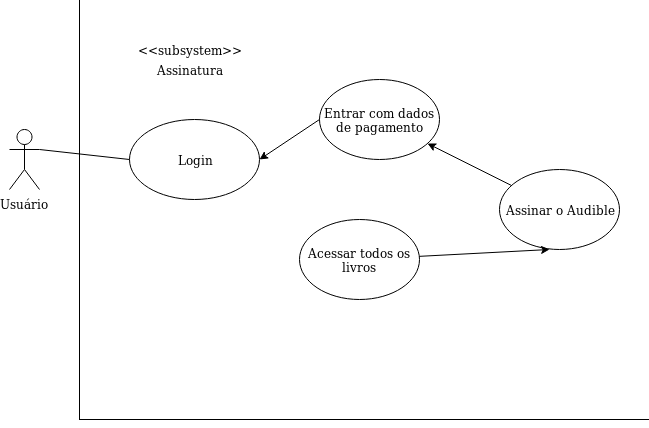 <<subsystem>>
Assinatura
Entrar com dados
de pagamento
Login
Usuário
Assinar o Audible
Acessar todos os
livros